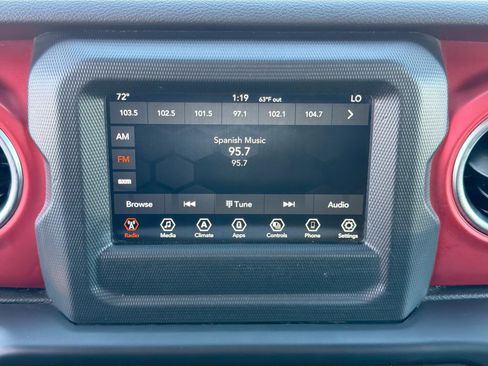 72° 1:19 63°F out LO
103.5 102.5 101.5 97.1 102.1 104.7
AM
FM
sxm
Spanish Music
95.7
95.7
Browse Tune Audio
Radio Media Climate Apps Controls Phone Settings